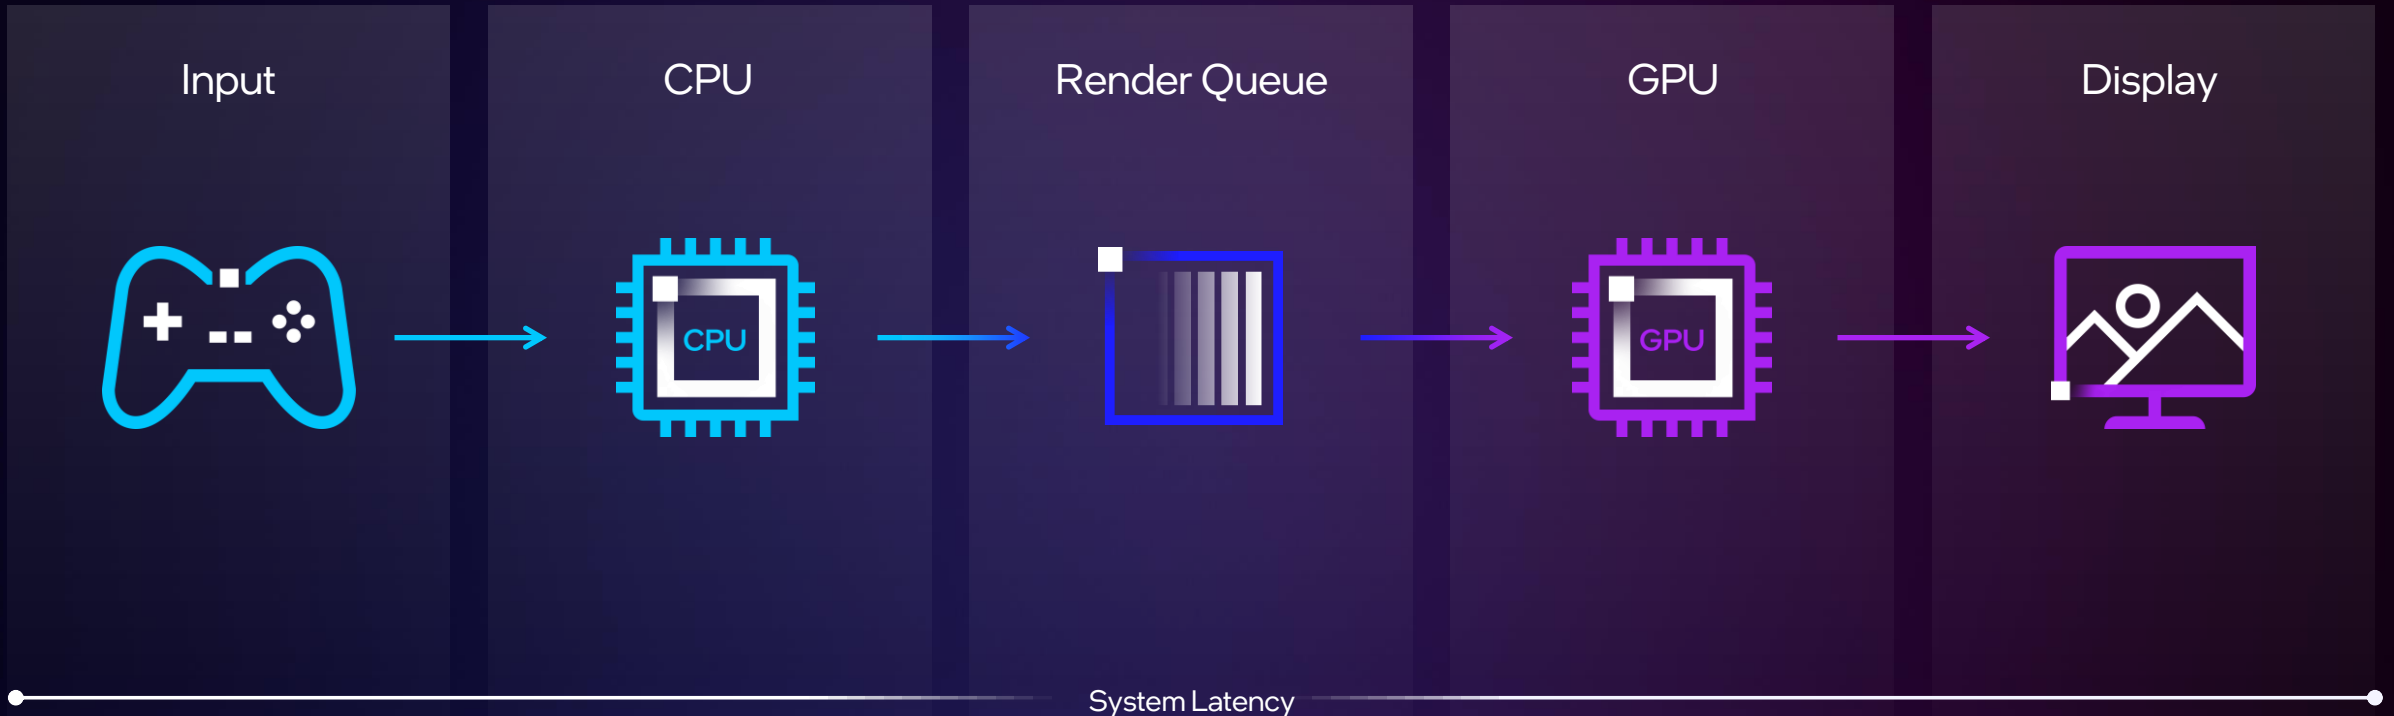 Input
CPU
Render Queue
GPU
Display
CPU
GPU
System Latency